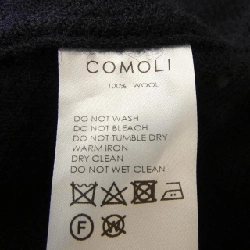 COMOLI
100% WOOL
DO NOT WASH
DO NOT BLEACH
DO NOT TUMBLE DRY
WARM IRON
DRY CLEAN
DO NOT WET CLEAN
F W